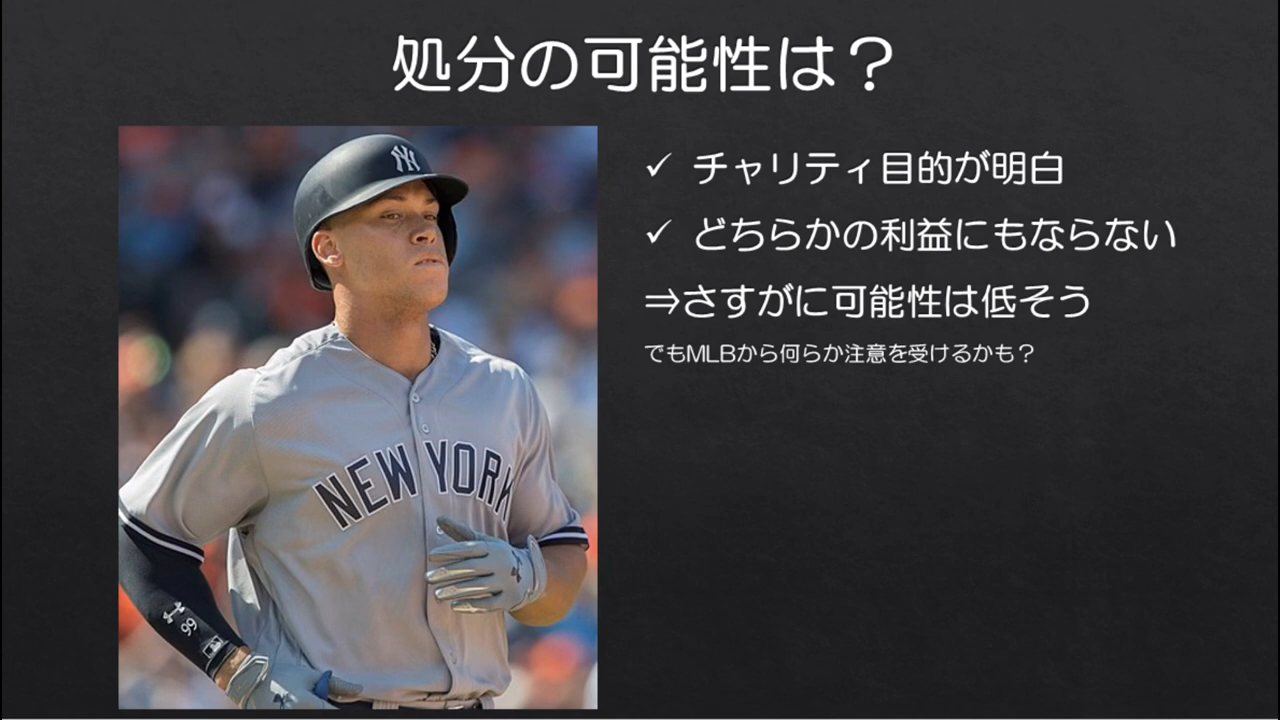 処分の可能性は？
✓ チャリティ目的が明白
✓ どちらかの利益にもならない
⇒さすがに可能性は低そう
でもMLBから何らか注意を受けるかも？
NY
NEW YORK
99